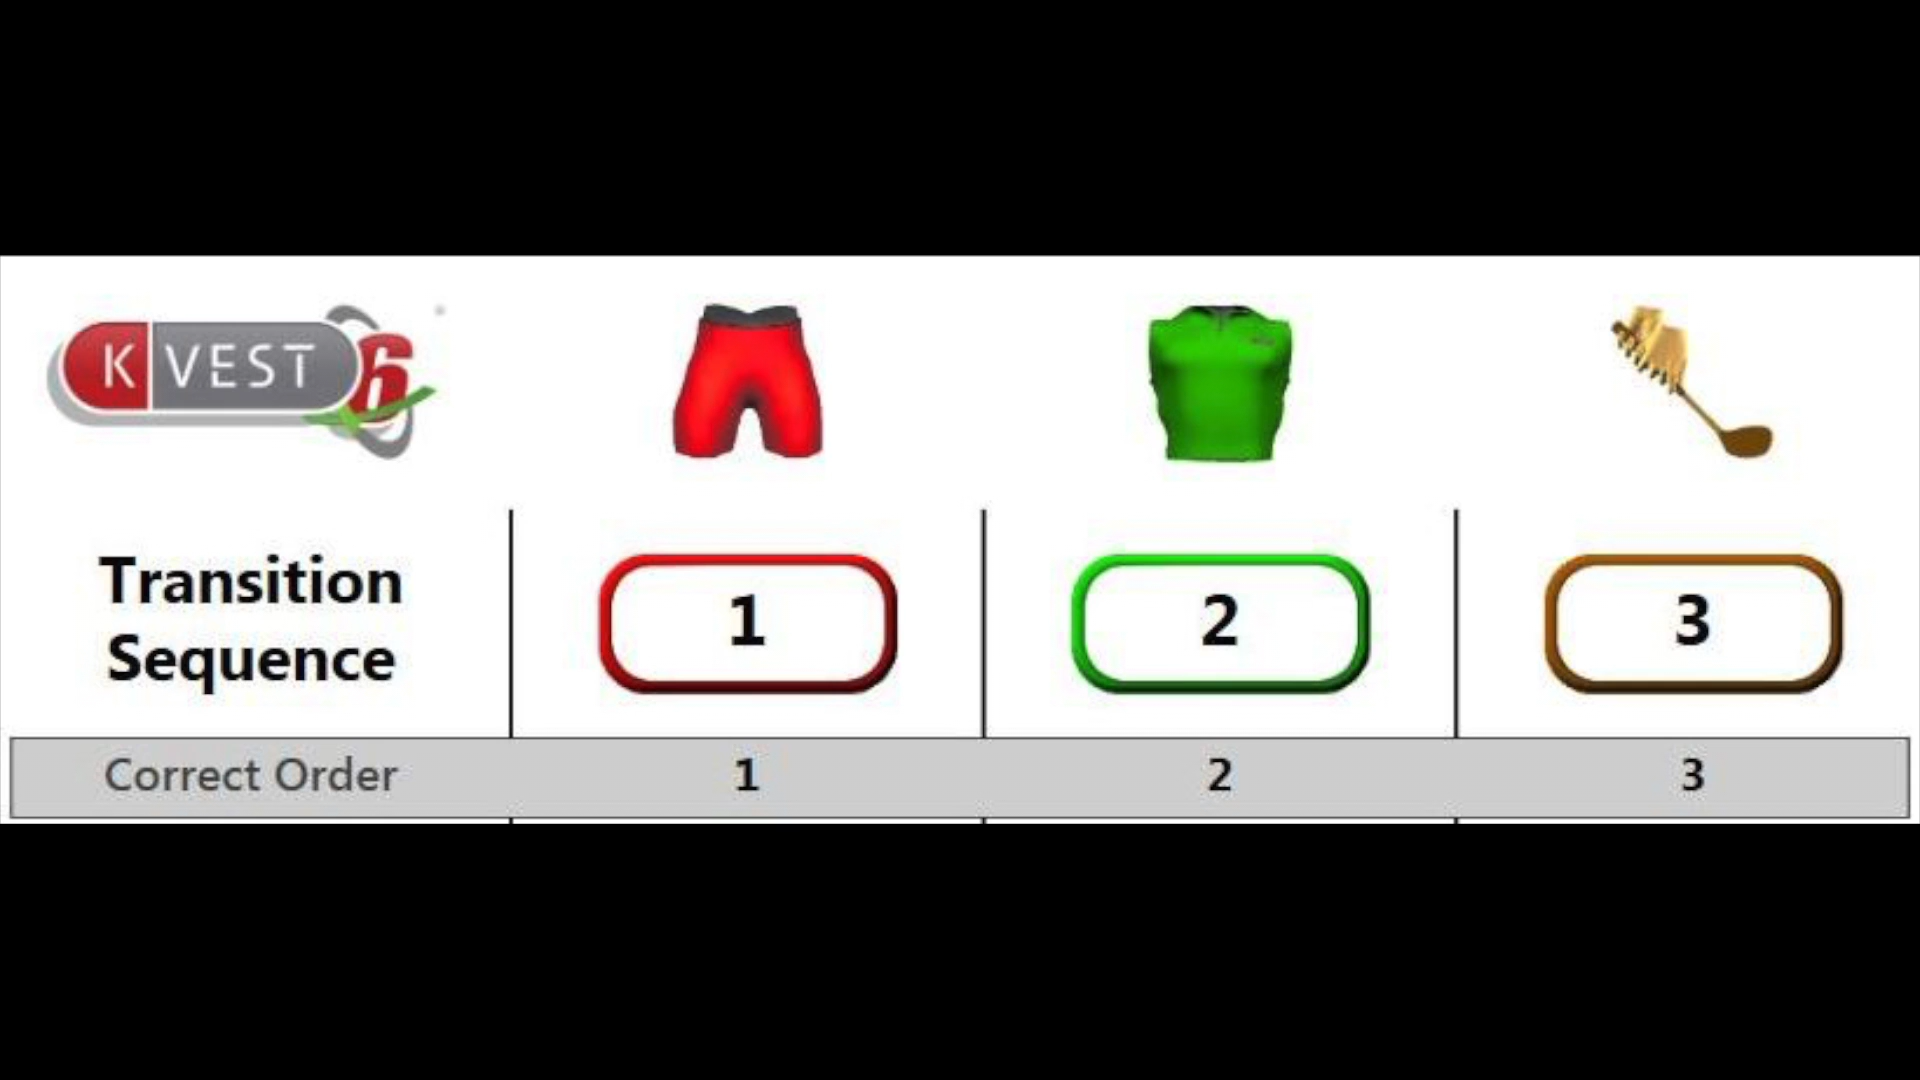 K VEST 6
Transition
Sequence
1
2
3
Correct Order
1
2
3